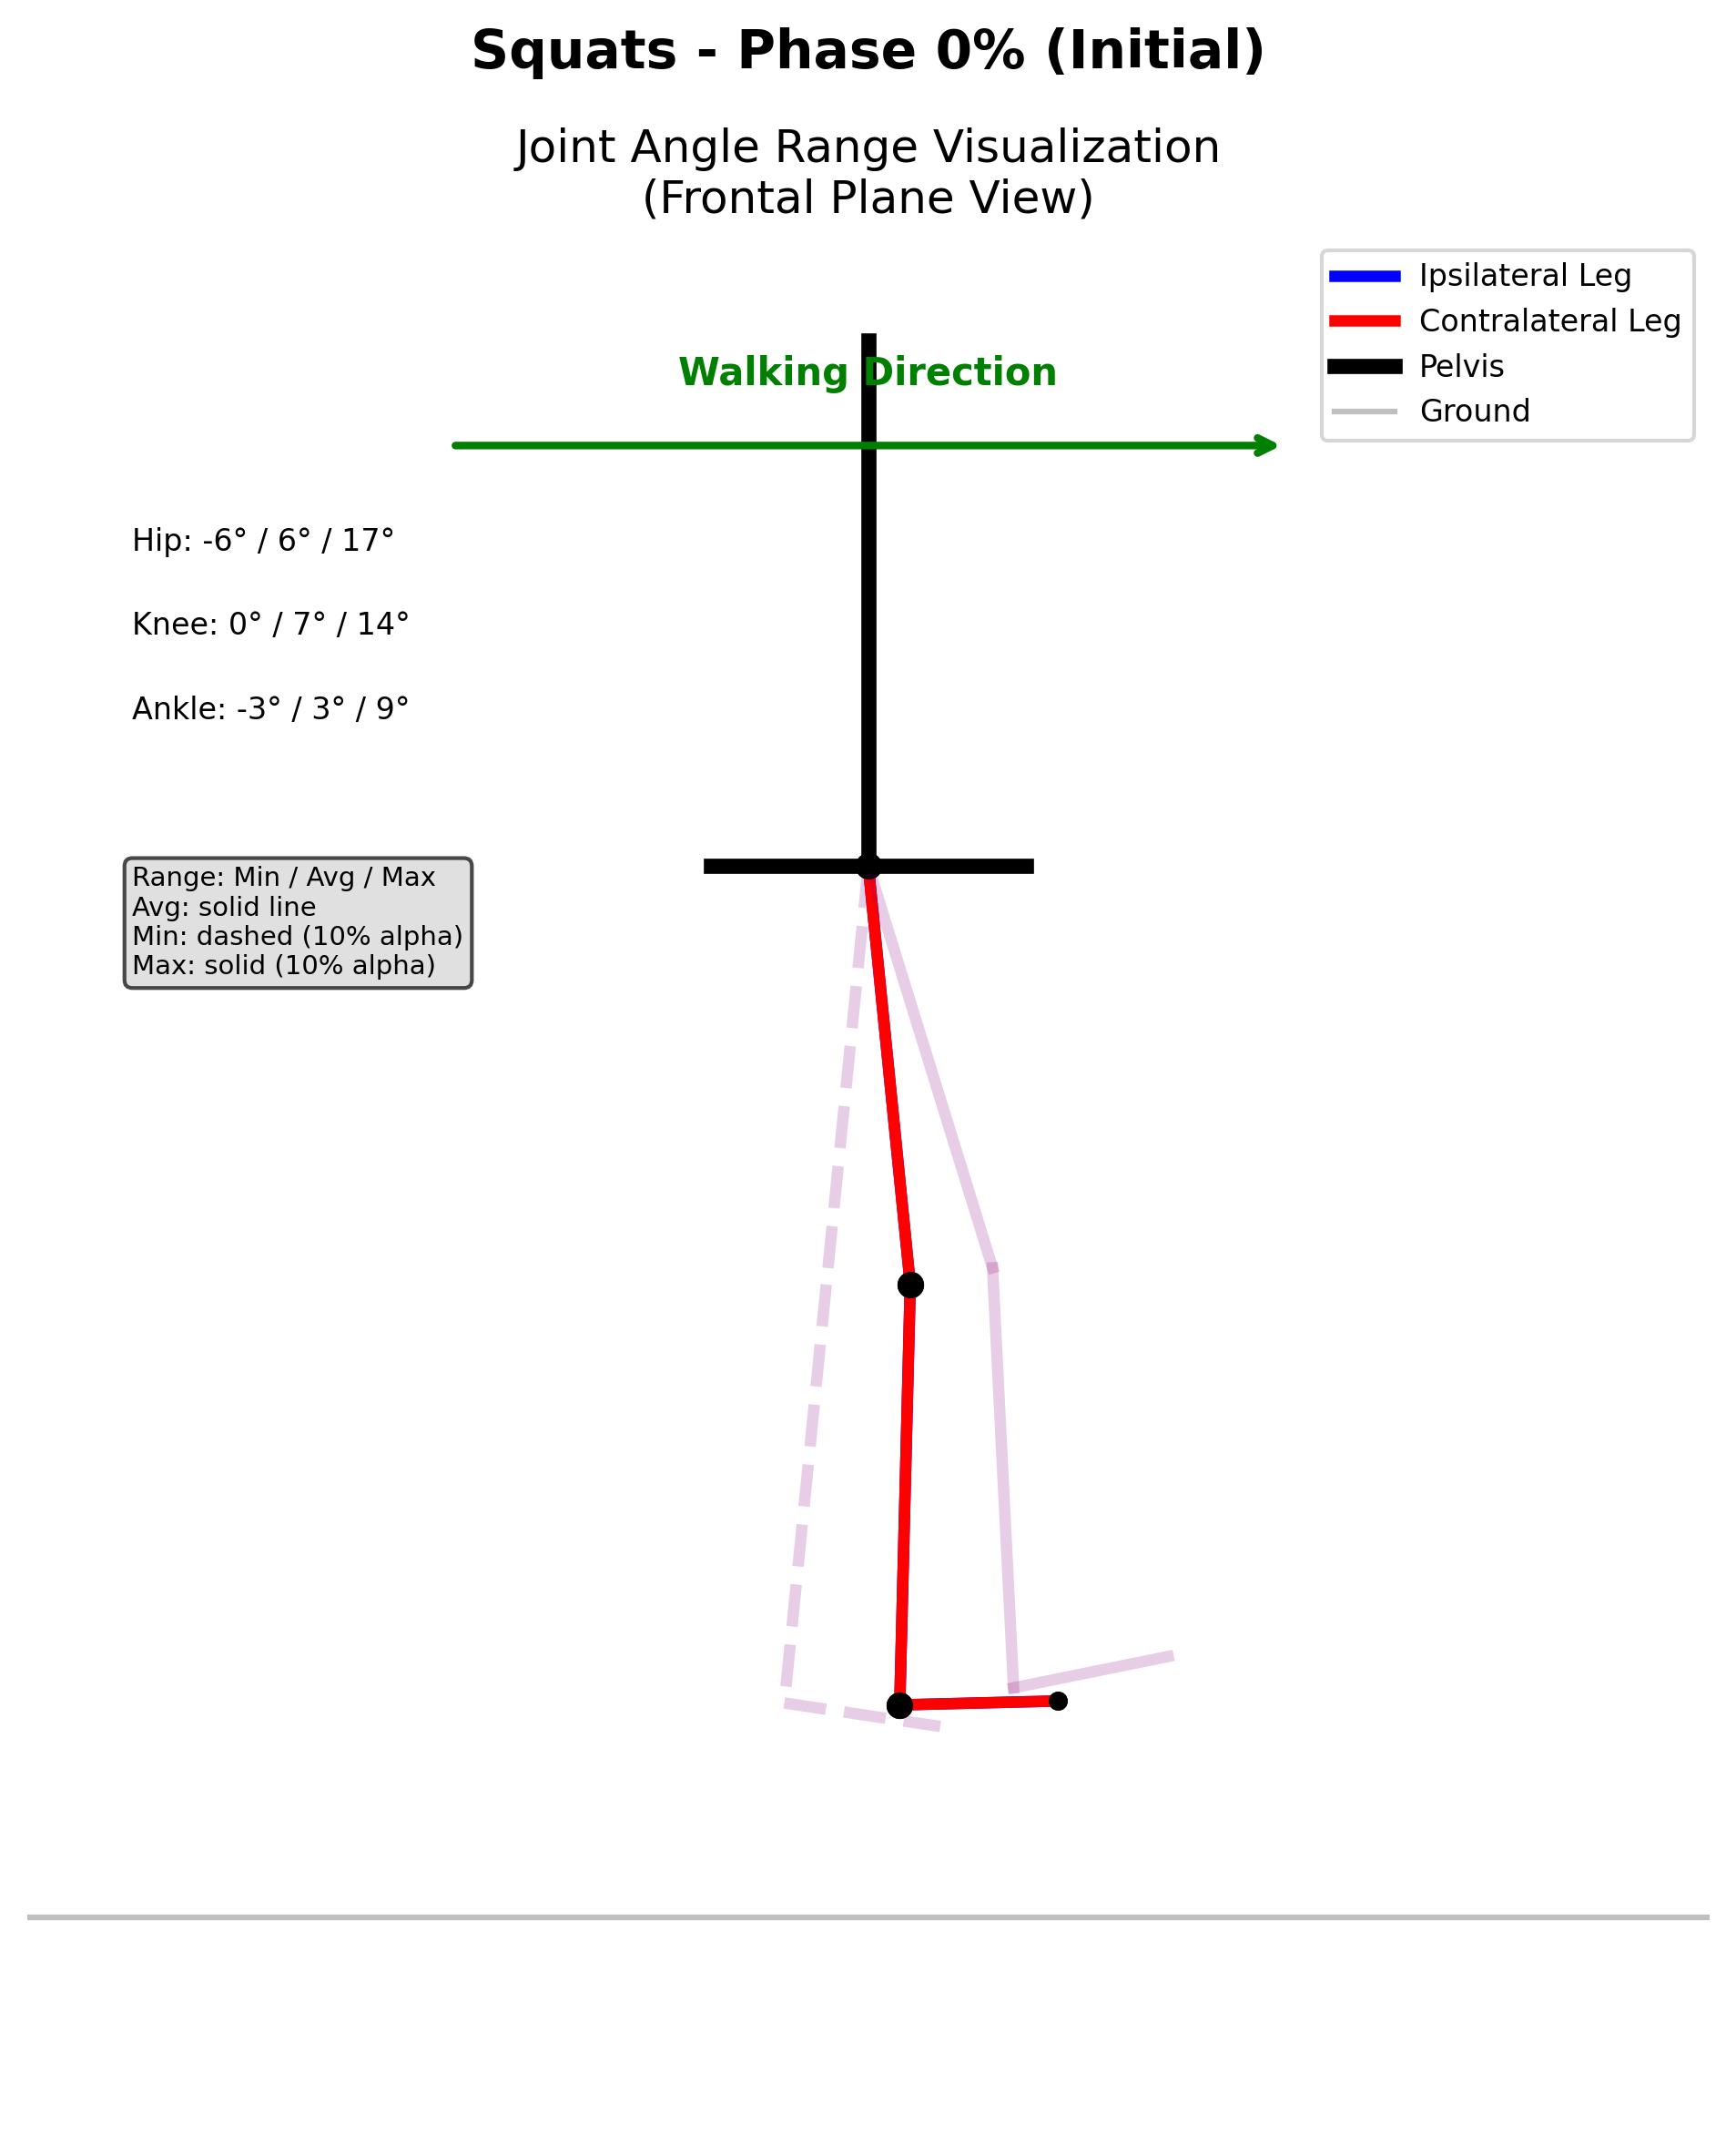 Squats - Phase 0% (Initial)
Joint Angle Range Visualization
(Frontal Plane View)
Ipsilateral Leg
Contralateral Leg
Pelvis
Ground
Walking Direction
Hip: -6° / 6° / 17°
Knee: 0° / 7° / 14°
Ankle: -3° / 3° / 9°
Range: Min / Avg / Max
Avg: solid line
Min: dashed (10% alpha)
Max: solid (10% alpha)